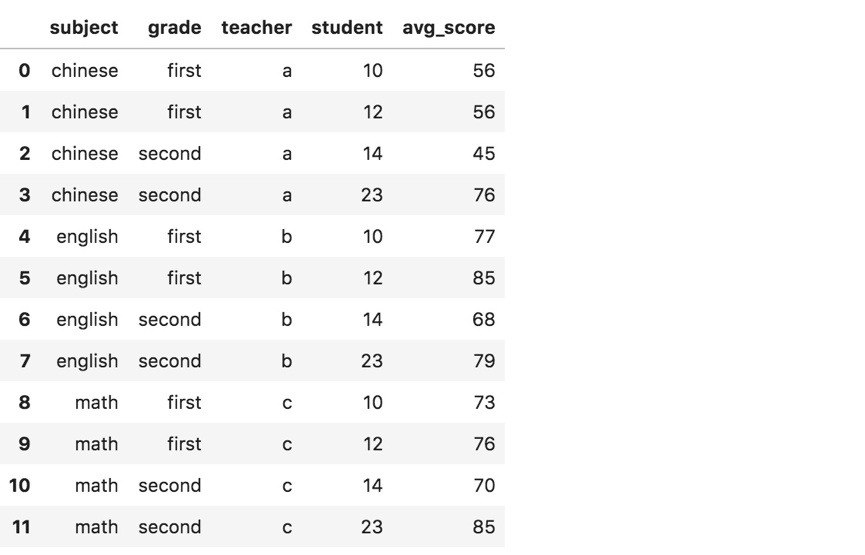 subject grade teacher student avg_score
0 chinese first a 10 56
1 chinese first a 12 56
2 chinese second a 14 45
3 chinese second a 23 76
4 english first b 10 77
5 english first b 12 85
6 english second b 14 68
7 english second b 23 79
8 math first c 10 73
9 math first c 12 76
10 math second c 14 70
11 math second c 23 85